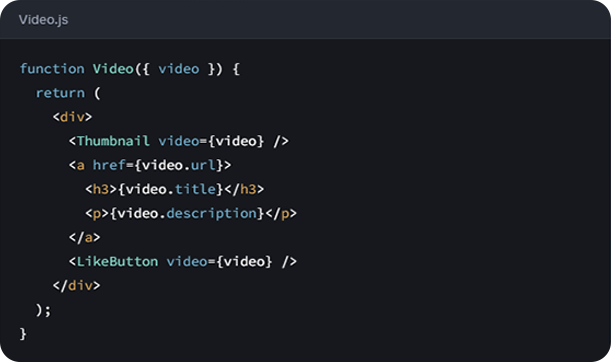 Video.js
function Video({ video }) {
  return (
    <div>
      <Thumbnail video={video} />
      <a href={video.url}>
        <h3>{video.title}</h3>
        <p>{video.description}</p>
      </a>
      <LikeButton video={video} />
    </div>
  );
}